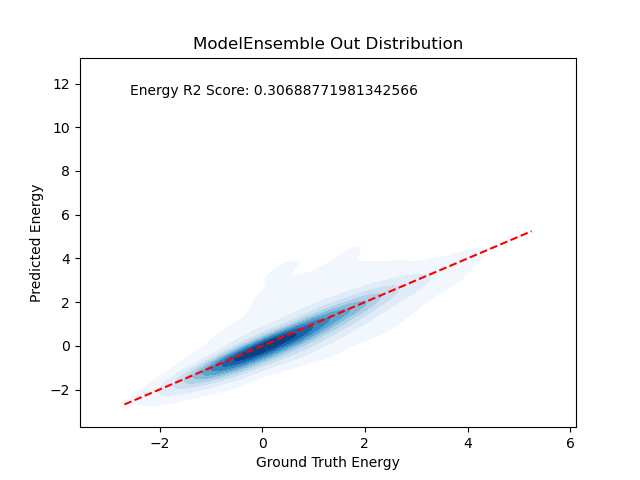 ModelEnsemble Out Distribution
Energy R2 Score: 0.30688771981342566
12
10
8
6
4
2
0
−2
Predicted Energy
−2 0 2 4 6
Ground Truth Energy